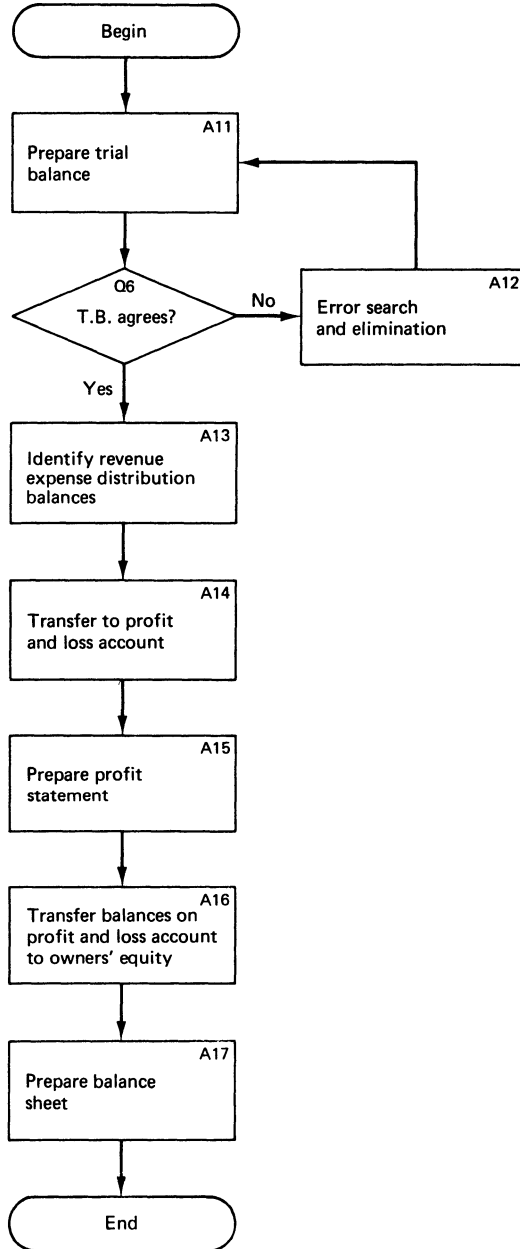 Begin
A11
Prepare trial
balance
Q6
T.B. agrees?
No
A12
Error search
and elimination
Yes
A13
Identify revenue
expense distribution
balances
A14
Transfer to profit
and loss account
A15
Prepare profit
statement
A16
Transfer balances on
profit and loss account
to owners' equity
A17
Prepare balance
sheet
End